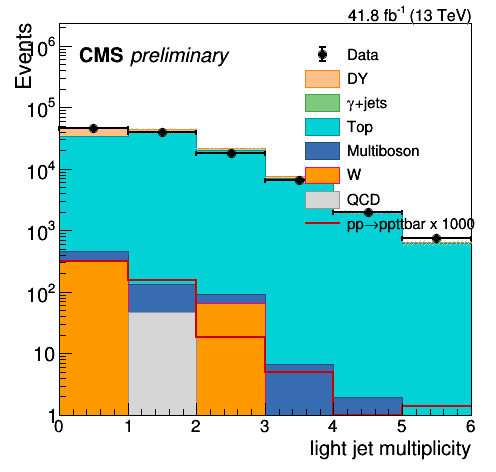 41.8 fb⁻¹ (13 TeV)
CMS preliminary
Events
10⁶
10⁵
10⁴
10³
10²
10
1
Data
DY
γ+jets
Top
Multiboson
W
QCD
pp→ppttbar x 1000
0 1 2 3 4 5 6
light jet multiplicity